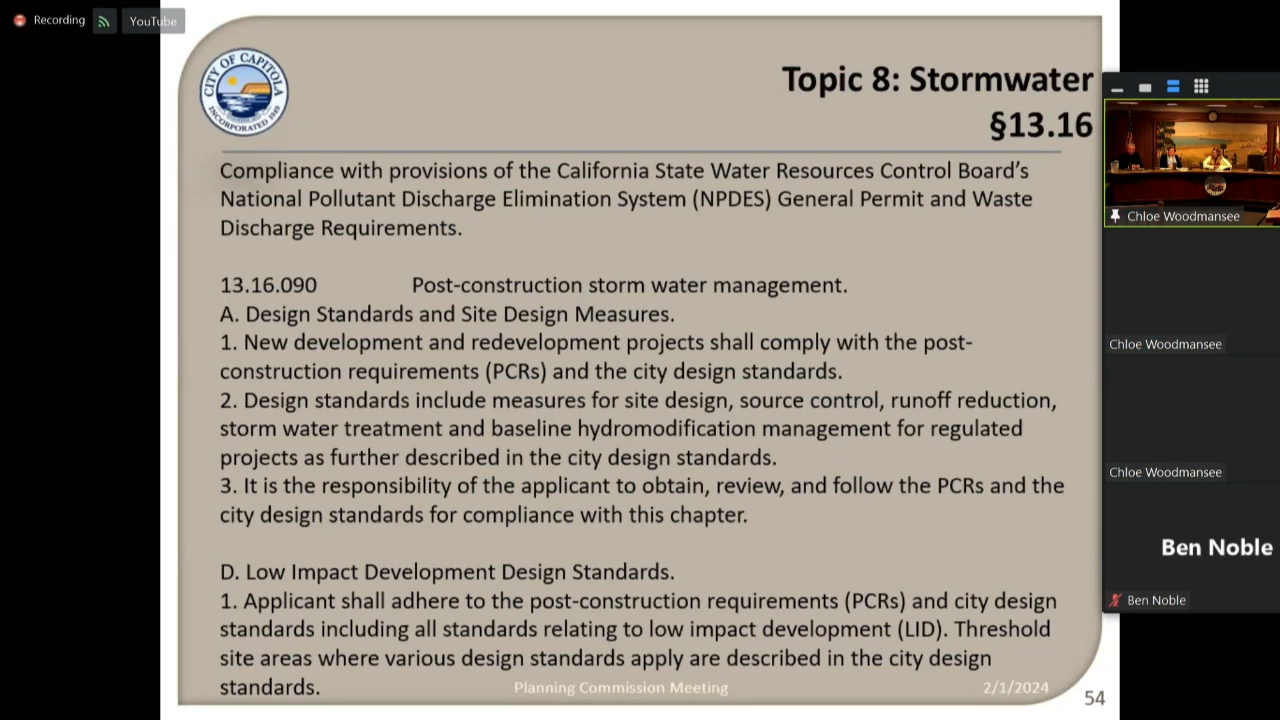 Recording
YouTube
CITY OF CAPITOLA
INCORPORATED 1949
Topic 8: Stormwater
§13.16
Compliance with provisions of the California State Water Resources Control Board’s
National Pollutant Discharge Elimination System (NPDES) General Permit and Waste
Discharge Requirements.
13.16.090 Post-construction storm water management.
A. Design Standards and Site Design Measures.
1. New development and redevelopment projects shall comply with the post-
construction requirements (PCRs) and the city design standards.
2. Design standards include measures for site design, source control, runoff reduction,
storm water treatment and baseline hydromodification management for regulated
projects as further described in the city design standards.
3. It is the responsibility of the applicant to obtain, review, and follow the PCRs and the
city design standards for compliance with this chapter.
D. Low Impact Development Design Standards.
1. Applicant shall adhere to the post-construction requirements (PCRs) and city design
standards including all standards relating to low impact development (LID). Threshold
site areas where various design standards apply are described in the city design
standards.
Planning Commission Meeting
2/1/2024
54
Chloe Woodmansee
Chloe Woodmansee
Chloe Woodmansee
Ben Noble
Ben Noble